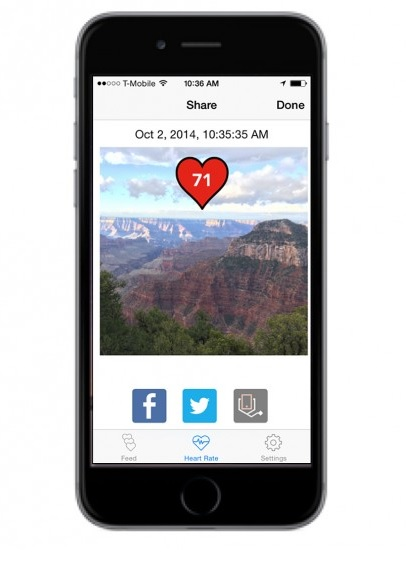 T-Mobile 10:36 AM
Share Done
Oct 2, 2014, 10:35:35 AM
71
f
Feed Heart Rate Settings